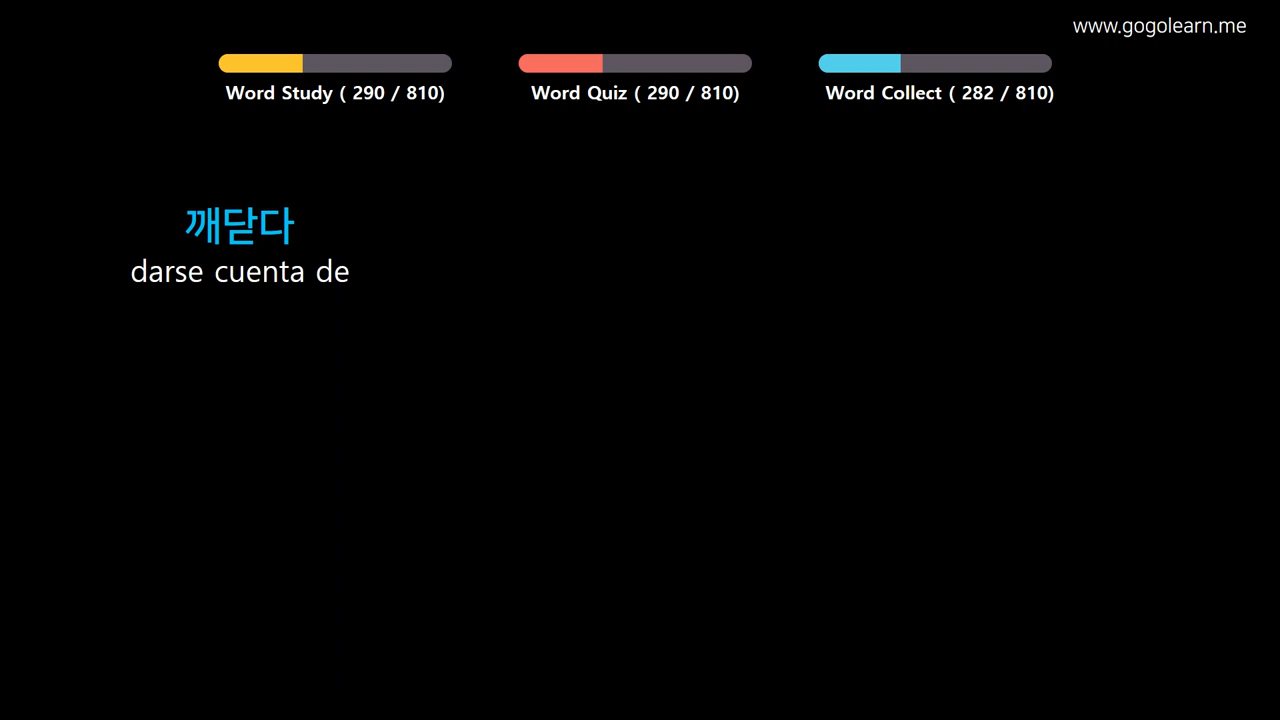 www.gogolearn.me
Word Study ( 290 / 810)
Word Quiz ( 290 / 810)
Word Collect ( 282 / 810)
깨닫다
darse cuenta de